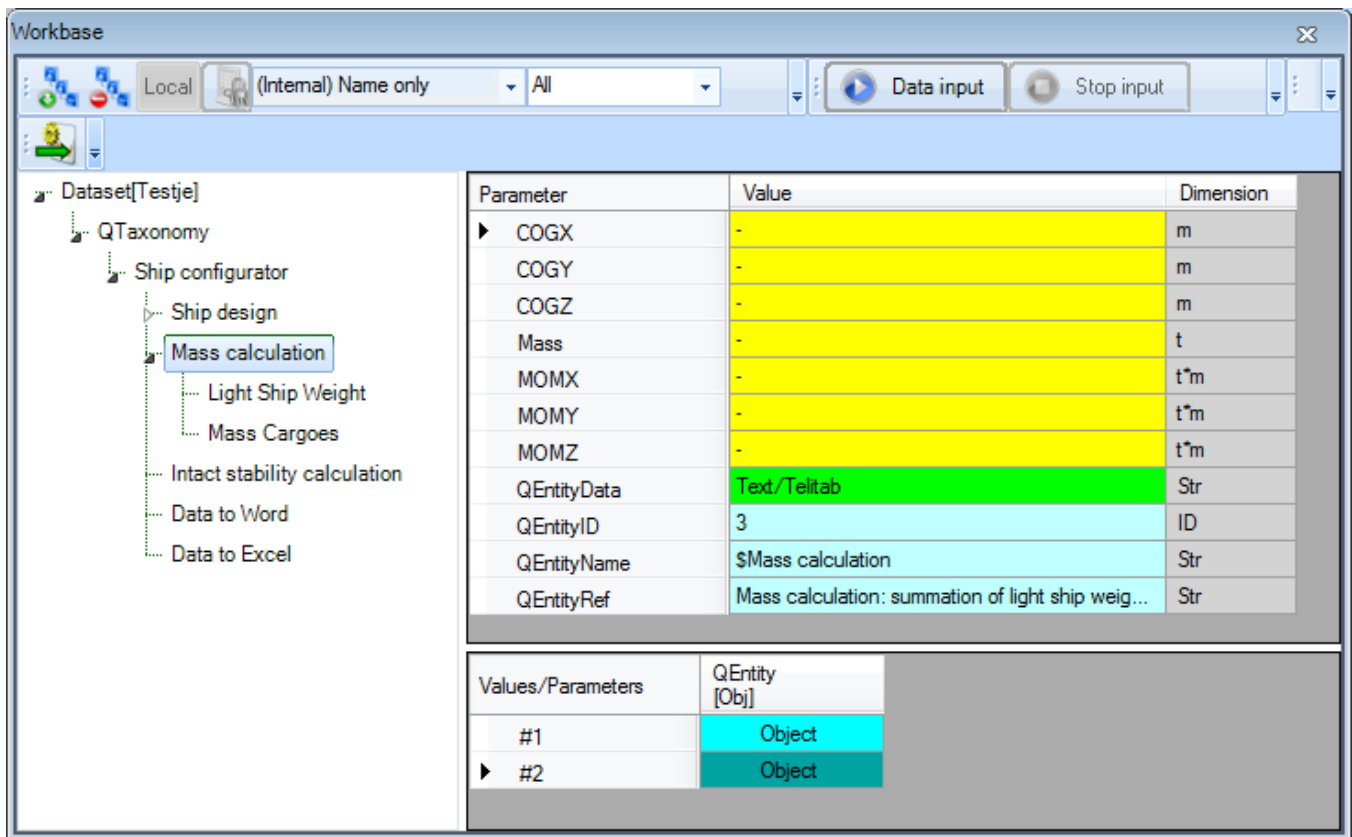 Workbase
Local (Internal) Name only All Data input Stop input
Dataset[Testje]
QTaxonomy
Ship configurator
Ship design
Mass calculation
Light Ship Weight
Mass Cargoes
Intact stability calculation
Data to Word
Data to Excel
Parameter Value Dimension
COGX - m
COGY - m
COGZ - m
Mass - t
MOMX - t*m
MOMY - t*m
MOMZ - t*m
QEntityData Text/Telitab Str
QEntityID 3 ID
QEntityName $Mass calculation Str
QEntityRef Mass calculation: summation of light ship weig... Str
Values/Parameters QEntity
[Obj]
#1 Object
#2 Object